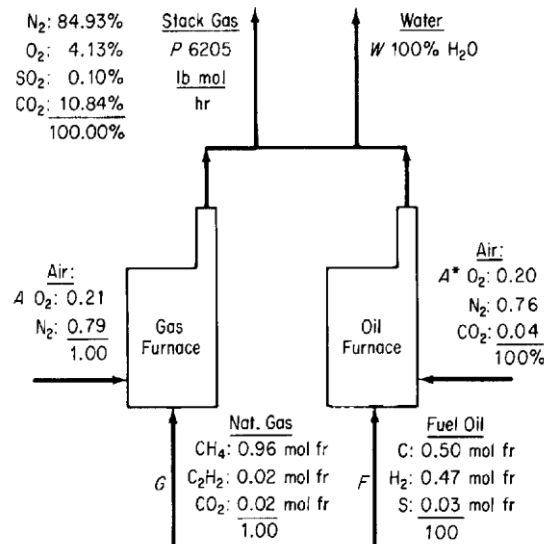 N₂: 84.93%
O₂: 4.13%
SO₂: 0.10%
CO₂: 10.84%
100.00%
Stack Gas
P 6205
lb mol
hr
Water
W 100% H₂O
Air:
A O₂: 0.21
N₂: 0.79
1.00
Gas
Furnace
Oil
Furnace
Air:
A* O₂: 0.20
N₂: 0.76
CO₂: 0.04
100%
G
Nat. Gas
CH₄: 0.96 mol fr
C₂H₂: 0.02 mol fr
CO₂: 0.02 mol fr
1.00
F
Fuel Oil
C: 0.50 mol fr
H₂: 0.47 mol fr
S: 0.03 mol fr
100